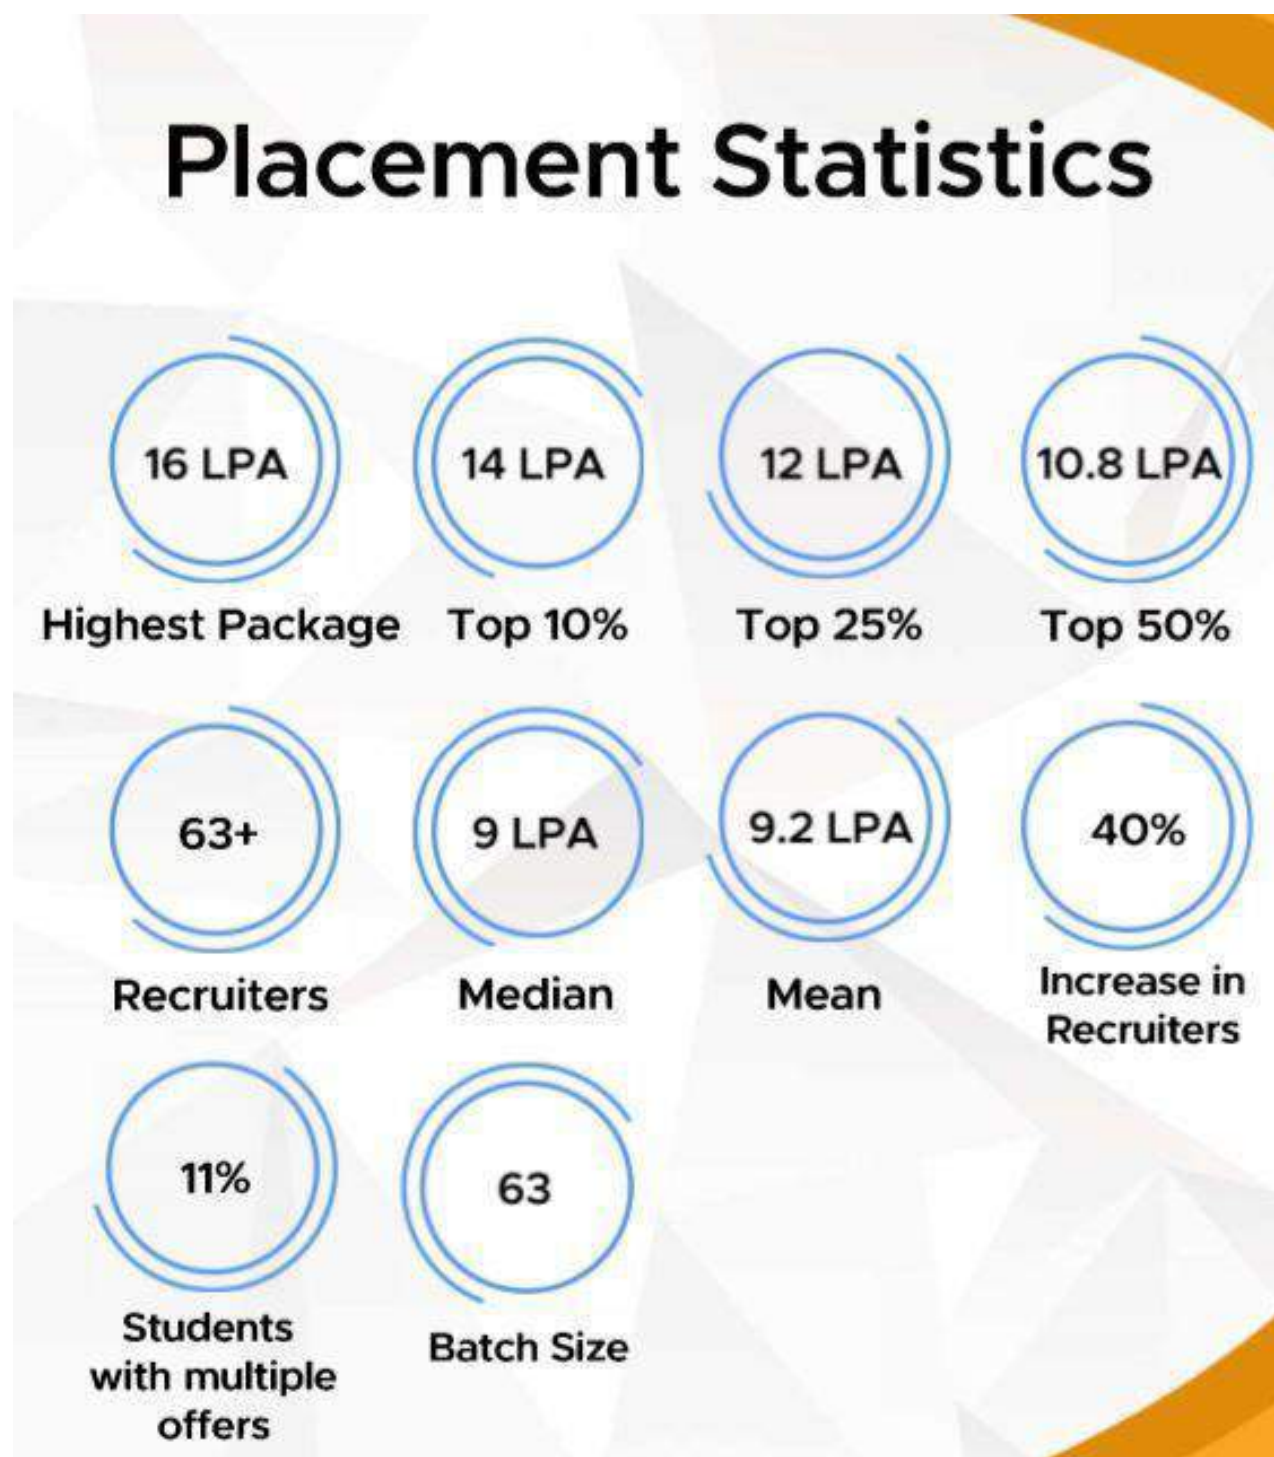 Placement Statistics
16 LPA
Highest Package
14 LPA
Top 10%
12 LPA
Top 25%
10.8 LPA
Top 50%
63+
Recruiters
9 LPA
Median
9.2 LPA
Mean
40%
Increase in
Recruiters
11%
Students
with multiple
offers
63
Batch Size